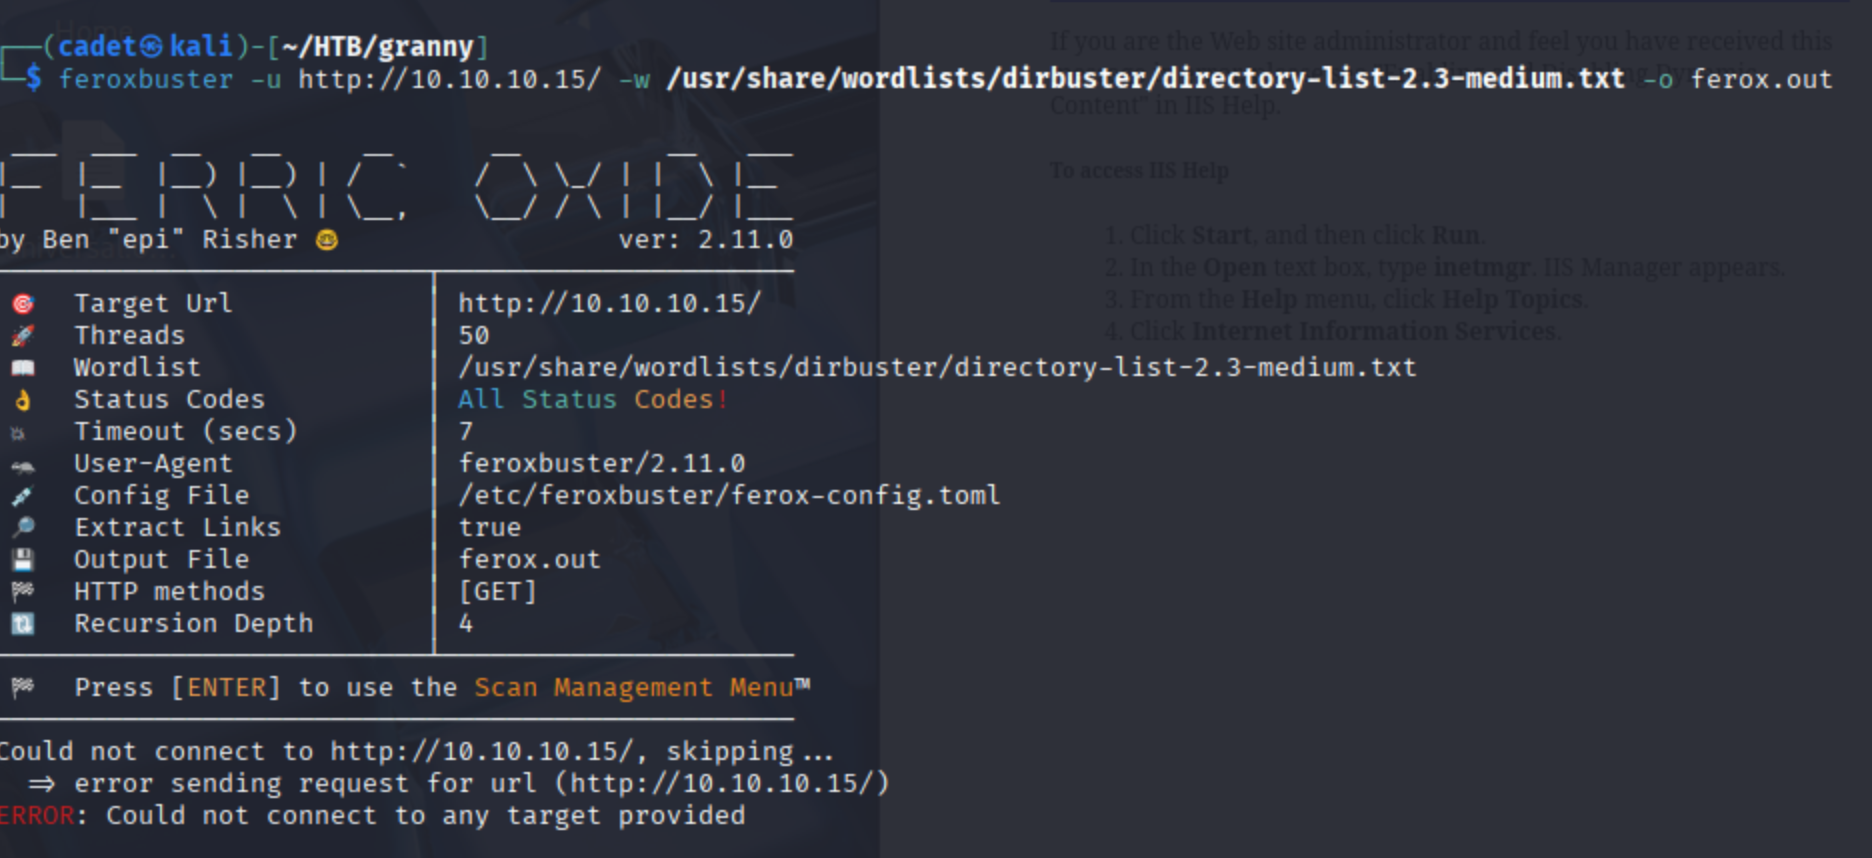 Home
┌──(cadet㉿kali)-[~/HTB/granny]
└─$ feroxbuster -u http://10.10.10.15/ -w /usr/share/wordlists/dirbuster/directory-list-2.3-medium.txt -o ferox.out
FERRIC OXIDE
by Ben "epi" Risher 🤓 ver: 2.11.0
🎯 Target Url │ http://10.10.10.15/
🚀 Threads │ 50
📖 Wordlist │ /usr/share/wordlists/dirbuster/directory-list-2.3-medium.txt
👌 Status Codes │ All Status Codes!
💥 Timeout (secs) │ 7
🦡 User-Agent │ feroxbuster/2.11.0
💉 Config File │ /etc/feroxbuster/ferox-config.toml
🔎 Extract Links │ true
💾 Output File │ ferox.out
🏁 HTTP methods │ [GET]
🔃 Recursion Depth │ 4
🏁 Press [ENTER] to use the Scan Management Menu™
Could not connect to http://10.10.10.15/, skipping...
=> error sending request for url (http://10.10.10.15/)
ERROR: Could not connect to any target provided
If you are the Web site administrator and feel you have received this
Content" in IIS Help.
To access IIS Help
1. Click Start, and then click Run.
2. In the Open text box, type inetmgr. IIS Manager appears.
3. From the Help menu, click Help Topics.
4. Click Internet Information Services.